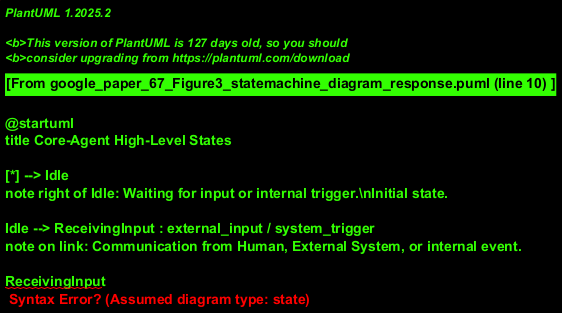 PlantUML 1.2025.2
<b>This version of PlantUML is 127 days old, so you should
<b>consider upgrading from https://plantuml.com/download
[From google_paper_67_Figure3_statemachine_diagram_response.puml (line 10) ]
@startuml
title Core-Agent High-Level States
[*] --> Idle
note right of Idle: Waiting for input or internal trigger.\nInitial state.
Idle --> ReceivingInput : external_input / system_trigger
note on link: Communication from Human, External System, or internal event.
ReceivingInput
Syntax Error? (Assumed diagram type: state)